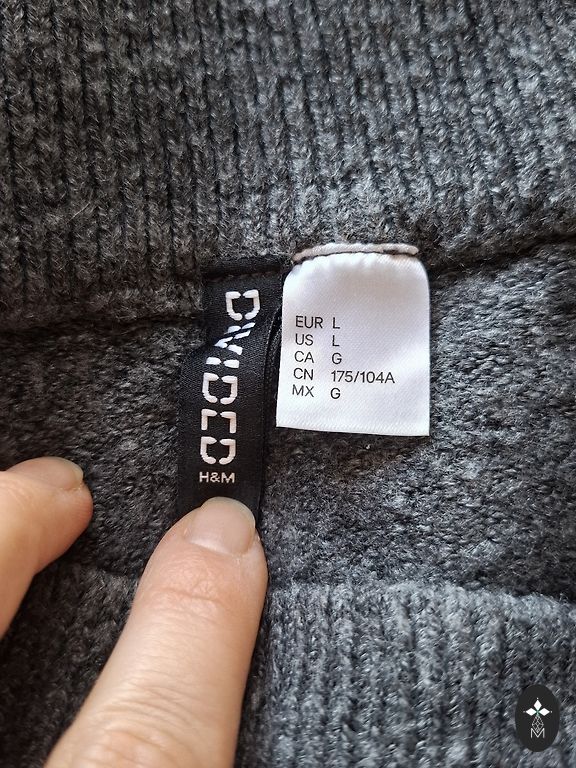 DIVIDED
H&M
EUR L
US L
CA G
CN 175/104A
MX G
M